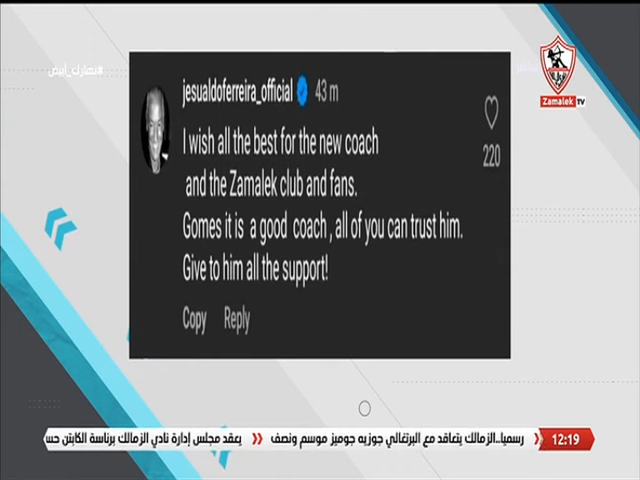 #نهارك_أبيض
Zamalek TV
jesualdoferreira_official 43 m
I wish all the best for the new coach
and the Zamalek club and fans.
Gomes it is a good coach , all of you can trust him.
Give to him all the support!
220
Copy Reply
12:19 رسميا..الزمالك يتعاقد مع البرتغالي جوزيه جوميز موسم ونصف يعقد مجلس إدارة نادي الزمالك برئاسة الكابتن حس